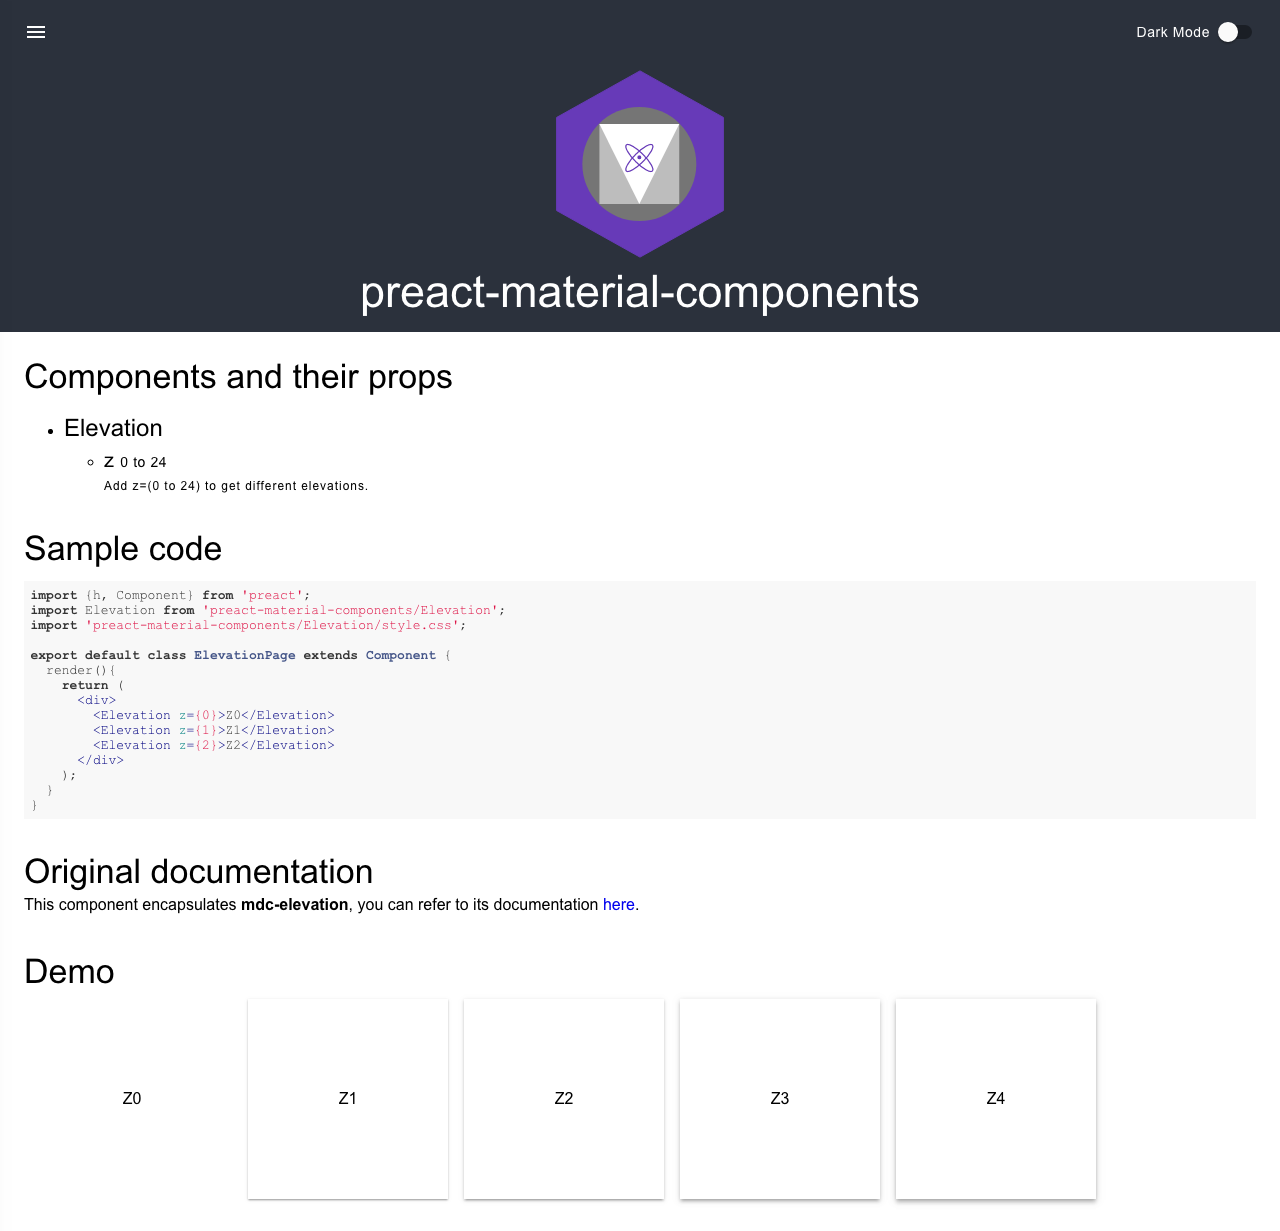 Dark Mode
preact-material-components
Components and their props
Elevation
z 0 to 24
Add z=(0 to 24) to get different elevations.
Sample code
import {h, Component} from 'preact';
import Elevation from 'preact-material-components/Elevation';
import 'preact-material-components/Elevation/style.css';
export default class ElevationPage extends Component {
render(){
return (
<div>
<Elevation z={0}>Z0</Elevation>
<Elevation z={1}>Z1</Elevation>
<Elevation z={2}>Z2</Elevation>
</div>
);
}
}
Original documentation
This component encapsulates mdc-elevation, you can refer to its documentation here.
Demo
Z0 Z1 Z2 Z3 Z4